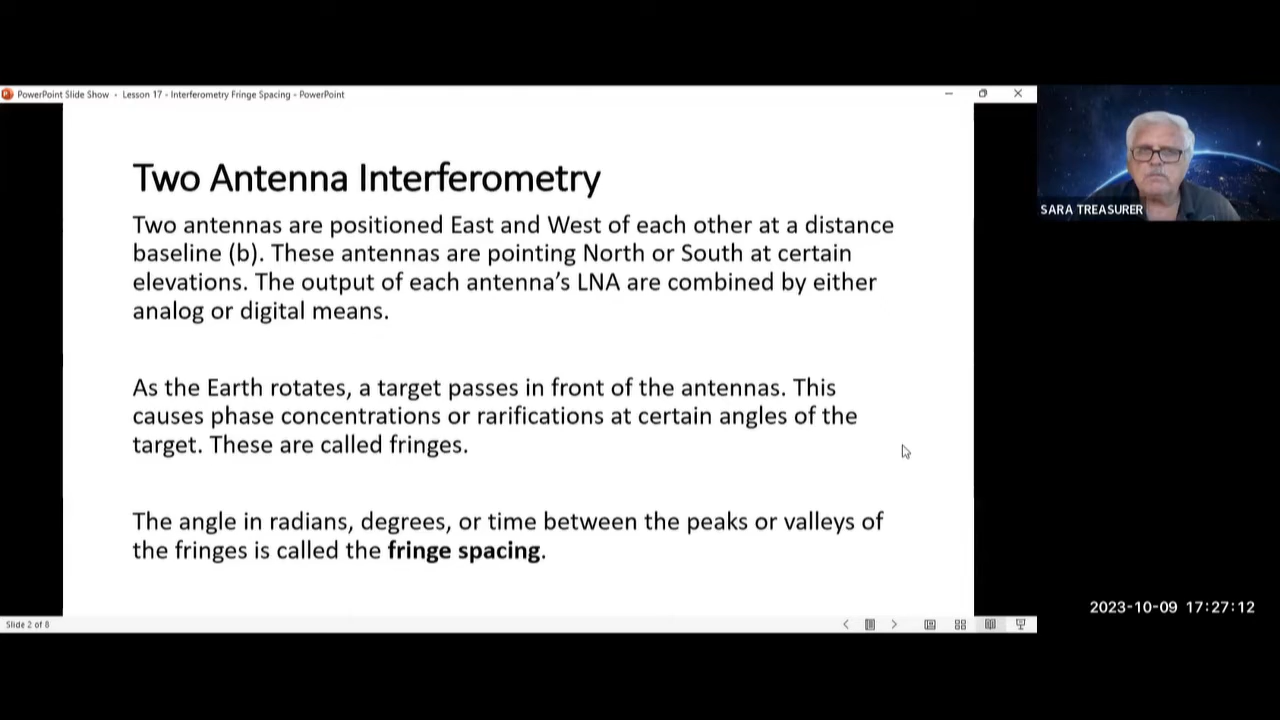 PowerPoint Slide Show - Lesson 17 - Interferometry Fringe Spacing - PowerPoint
Two Antenna Interferometry
Two antennas are positioned East and West of each other at a distance
baseline (b). These antennas are pointing North or South at certain
elevations. The output of each antenna’s LNA are combined by either
analog or digital means.
As the Earth rotates, a target passes in front of the antennas. This
causes phase concentrations or rarifications at certain angles of the
target. These are called fringes.
The angle in radians, degrees, or time between the peaks or valleys of
the fringes is called the fringe spacing.
SARA TREASURER
2023-10-09 17:27:12
Slide 2 of 8